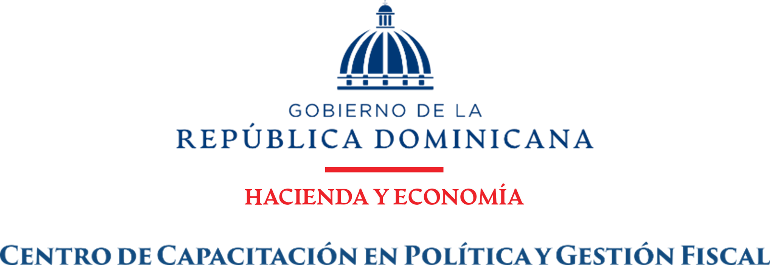 GOBIERNO DE LA
REPÚBLICA DOMINICANA
HACIENDA Y ECONOMÍA
CENTRO DE CAPACITACIÓN EN POLÍTICA Y GESTIÓN FISCAL